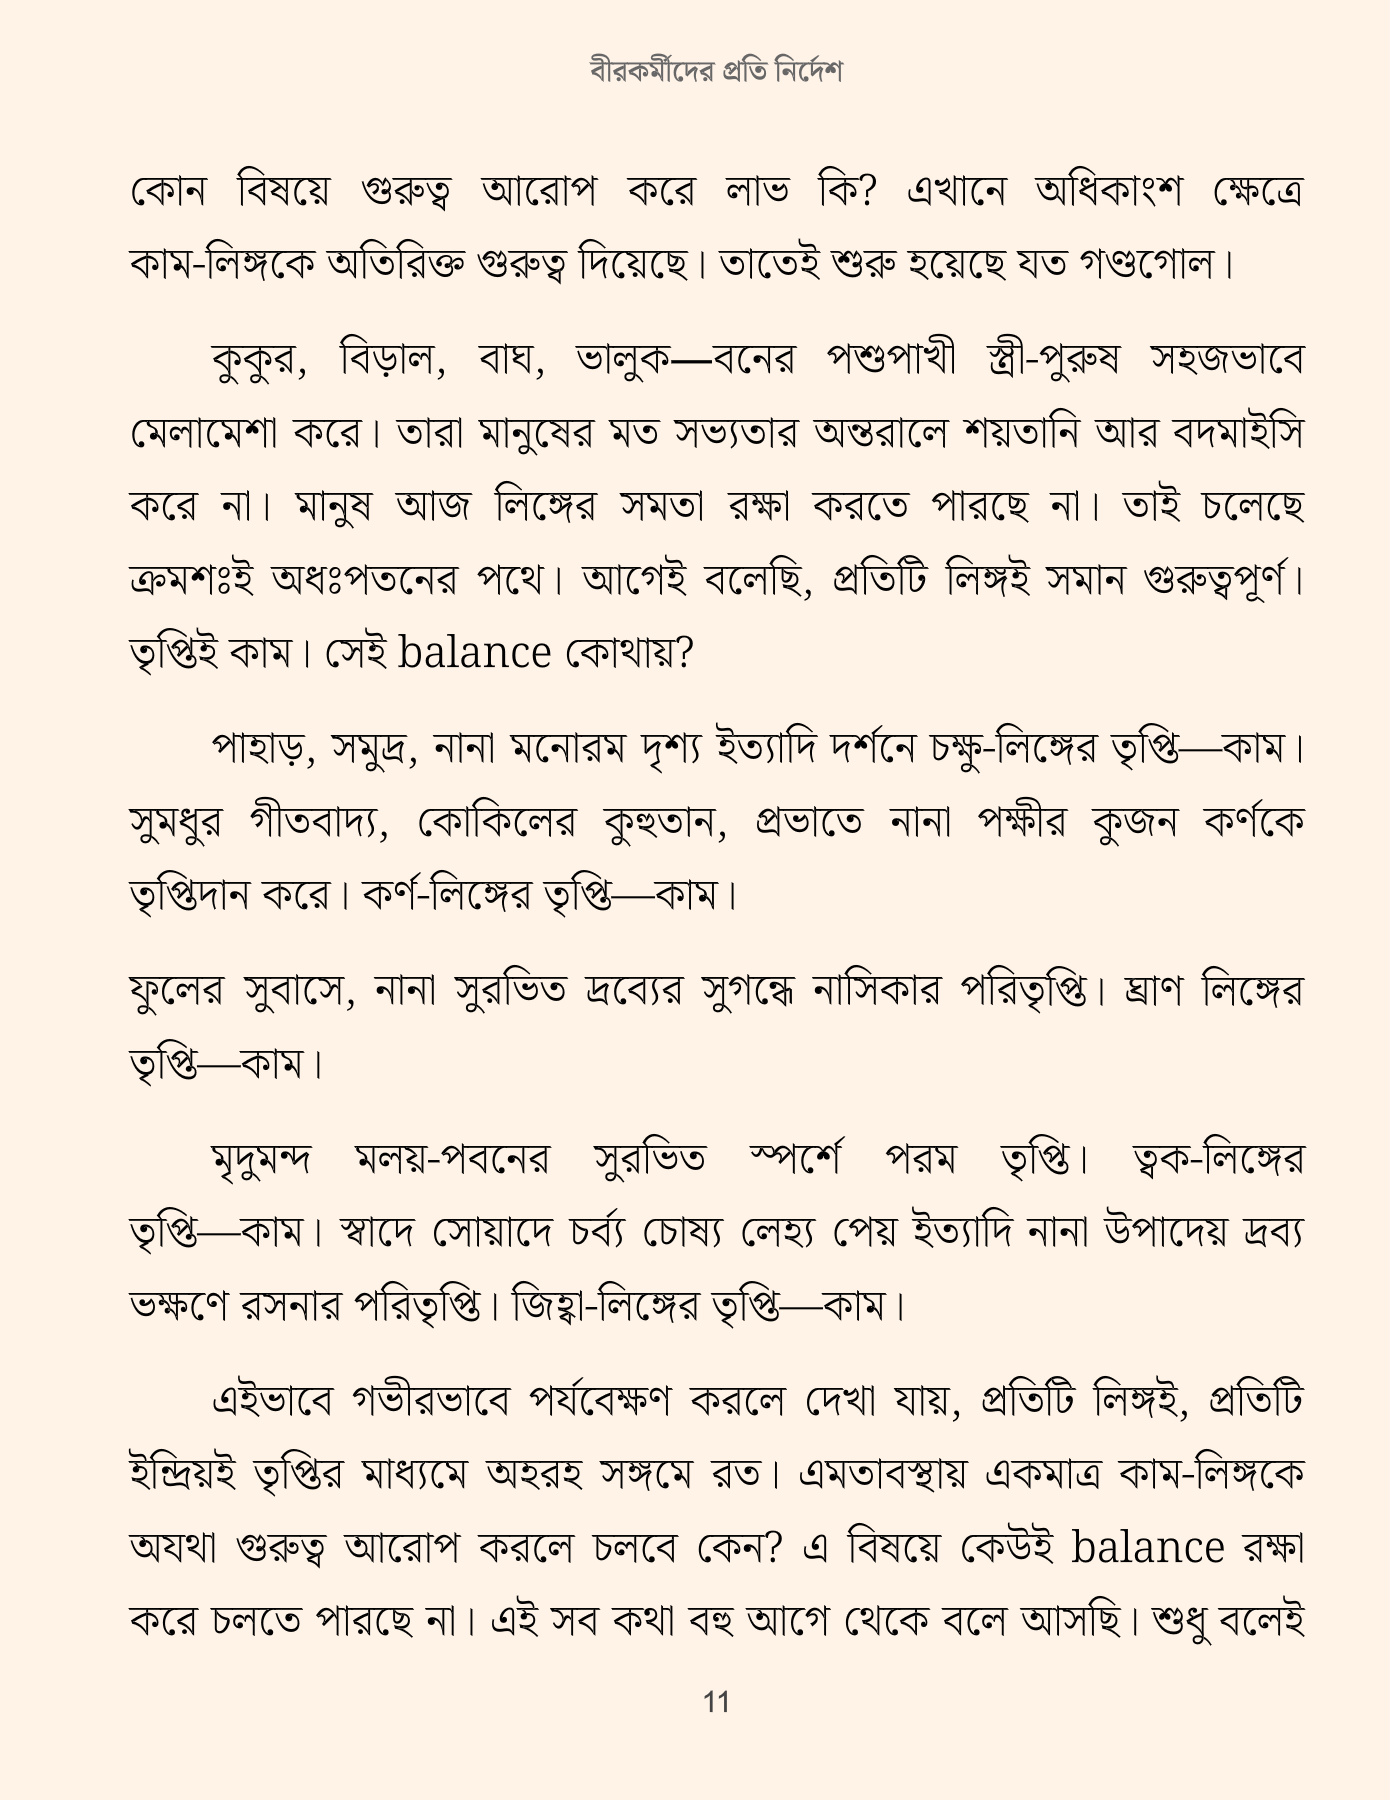 বীরকর্মীদের প্রতি নির্দেশ
কোন বিষয়ে গুরুত্ব আরোপ করে লাভ কি? এখানে অধিকাংশ ক্ষেত্রে
কাম-লিঙ্গকে অতিরিক্ত গুরুত্ব দিয়েছে। তাতেই শুরু হয়েছে যত গণ্ডগোল।
কুকুর, বিড়াল, বাঘ, ভালুক—বনের পশুপাখী স্ত্রী-পুরুষ সহজভাবে
মেলামেশা করে। তারা মানুষের মত সভ্যতার অন্তরালে শয়তানি আর বদমাইসি
করে না। মানুষ আজ লিঙ্গের সমতা রক্ষা করতে পারছে না। তাই চলেছে
ক্রমশঃই অধঃপতনের পথে। আগেই বলেছি, প্রতিটি লিঙ্গই সমান গুরুত্বপূর্ণ।
তৃপ্তিই কাম। সেই balance কোথায়?
পাহাড়, সমুদ্র, নানা মনোরম দৃশ্য ইত্যাদি দর্শনে চক্ষু-লিঙ্গের তৃপ্তি—কাম।
সুমধুর গীতবাদ্য, কোকিলের কুহুতান, প্রভাতে নানা পক্ষীর কুজন কর্ণকে
তৃপ্তিদান করে। কর্ণ-লিঙ্গের তৃপ্তি—কাম।
ফুলের সুবাসে, নানা সুরভিত দ্রব্যের সুগন্ধে নাসিকার পরিতৃপ্তি। ঘ্রাণ লিঙ্গের
তৃপ্তি—কাম।
মৃদুমন্দ মলয়-পবনের সুরভিত স্পর্শে পরম তৃপ্তি। ত্বক-লিঙ্গের
তৃপ্তি—কাম। স্বাদে সোয়াদে চর্ব্য চোষ্য লেহ্য পেয় ইত্যাদি নানা উপাদেয় দ্রব্য
ভক্ষণে রসনার পরিতৃপ্তি। জিহ্বা-লিঙ্গের তৃপ্তি—কাম।
এইভাবে গভীরভাবে পর্যবেক্ষণ করলে দেখা যায়, প্রতিটি লিঙ্গই, প্রতিটি
ইন্দ্রিয়ই তৃপ্তির মাধ্যমে অহরহ সঙ্গমে রত। এমতাবস্থায় একমাত্র কাম-লিঙ্গকে
অযথা গুরুত্ব আরোপ করলে চলবে কেন? এ বিষয়ে কেউই balance রক্ষা
করে চলতে পারছে না। এই সব কথা বহু আগে থেকে বলে আসছি। শুধু বলেই
11